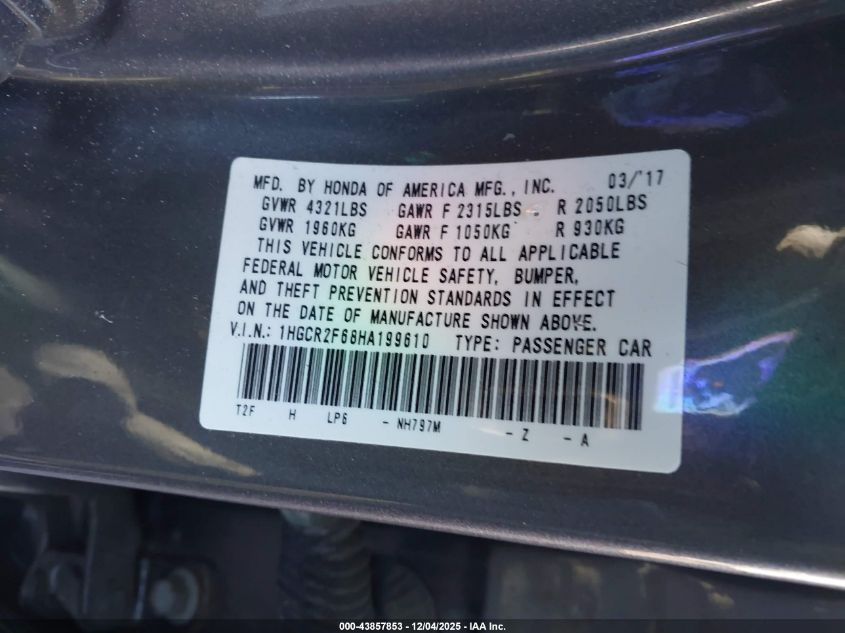 MFD. BY HONDA OF AMERICA MFG., INC. 03/'17
GVWR 4321LBS GAWR F 2315LBS R 2050LBS
GVWR 1960KG GAWR F 1050KG R 930KG
THIS VEHICLE CONFORMS TO ALL APPLICABLE
FEDERAL MOTOR VEHICLE SAFETY, BUMPER,
AND THEFT PREVENTION STANDARDS IN EFFECT
ON THE DATE OF MANUFACTURE SHOWN ABOVE.
V.I.N.: 1HGCR2F68HA199610 TYPE: PASSENGER CAR
T2F H LP6 - NH797M - Z - A
000-43857853 - 12/04/2025 - IAA Inc.